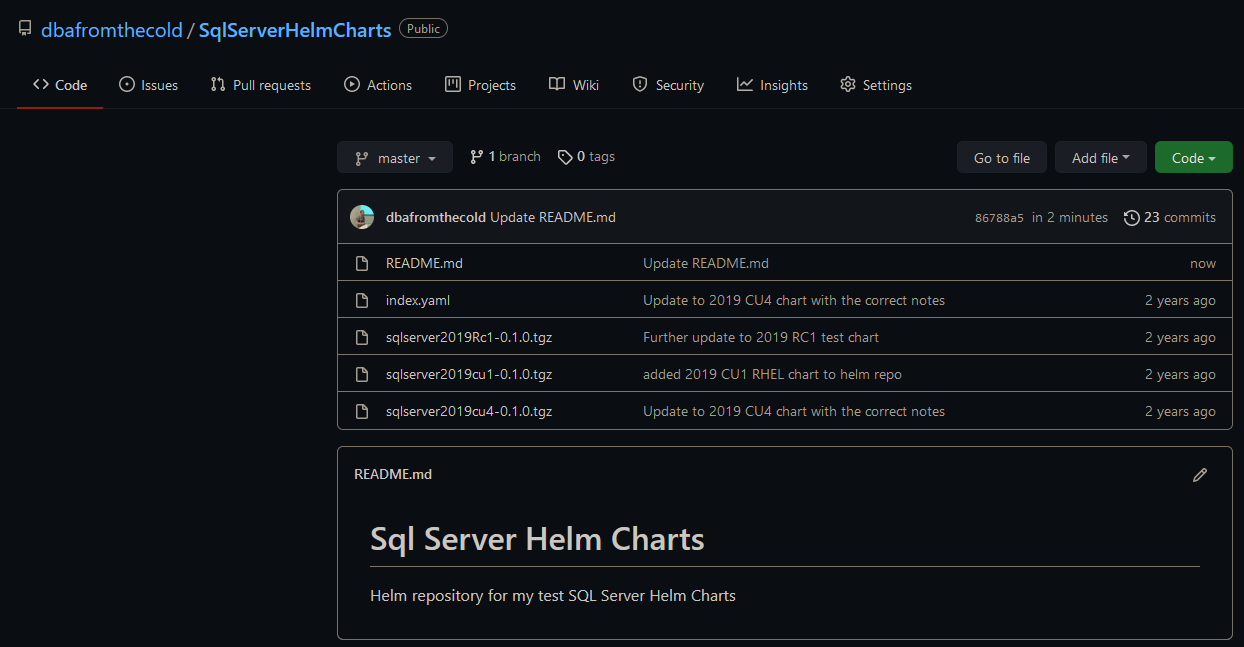 dbafromthecold / SqlServerHelmCharts Public
Code Issues Pull requests Actions Projects Wiki Security Insights Settings
master 1 branch 0 tags Go to file Add file Code
dbafromthecold Update README.md 86788a5 in 2 minutes 23 commits
README.md Update README.md now
index.yaml Update to 2019 CU4 chart with the correct notes 2 years ago
sqlserver2019Rc1-0.1.0.tgz Further update to 2019 RC1 test chart 2 years ago
sqlserver2019cu1-0.1.0.tgz added 2019 CU1 RHEL chart to helm repo 2 years ago
sqlserver2019cu4-0.1.0.tgz Update to 2019 CU4 chart with the correct notes 2 years ago
README.md
Sql Server Helm Charts
Helm repository for my test SQL Server Helm Charts